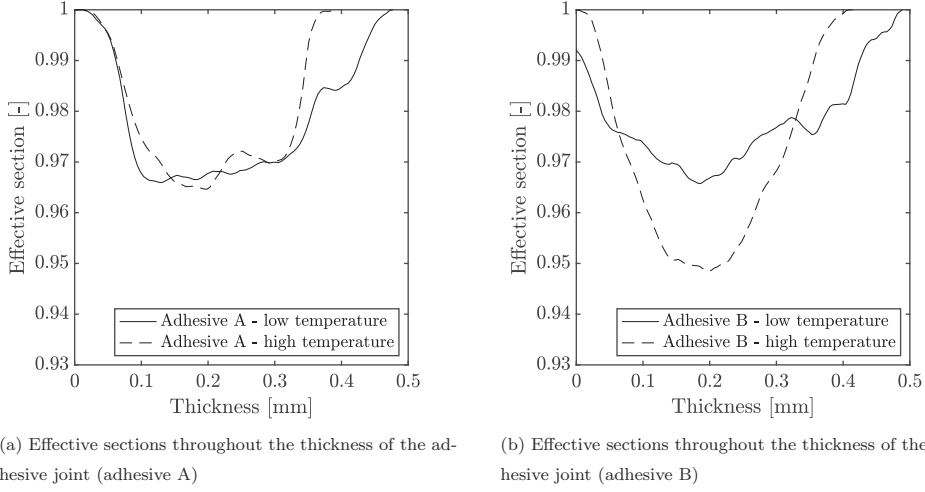 1
0.99
0.98
0.97
0.96
0.95
0.94
0.93
Effective section [-]
Adhesive A - low temperature
Adhesive A - high temperature
0
0.1
0.2
0.3
0.4
0.5
Thickness [mm]
(a) Effective sections throughout the thickness of the ad-
hesive joint (adhesive A)
1
0.99
0.98
0.97
0.96
0.95
0.94
0.93
Effective section [-]
Adhesive B - low temperature
Adhesive B - high temperature
0
0.1
0.2
0.3
0.4
0.5
Thickness [mm]
(b) Effective sections throughout the thickness of the
hesive joint (adhesive B)